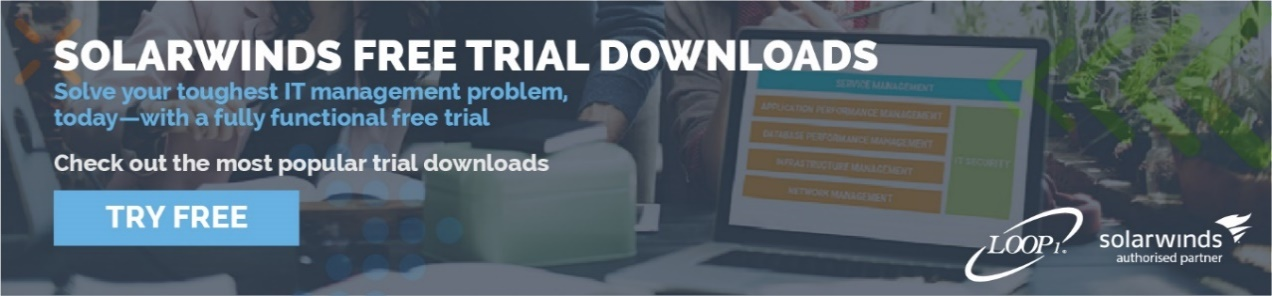 SOLARWINDS FREE TRIAL DOWNLOADS
Solve your toughest IT management problem,
today—with a fully functional free trial
Check out the most popular trial downloads
TRY FREE
SERVICE MANAGEMENT
APPLICATION PERFORMANCE MANAGEMENT
DATABASE PERFORMANCE MANAGEMENT
INFRASTRUCTURE MANAGEMENT
NETWORK MANAGEMENT
IT SECURITY
LOOP1®
solarwinds
authorised partner